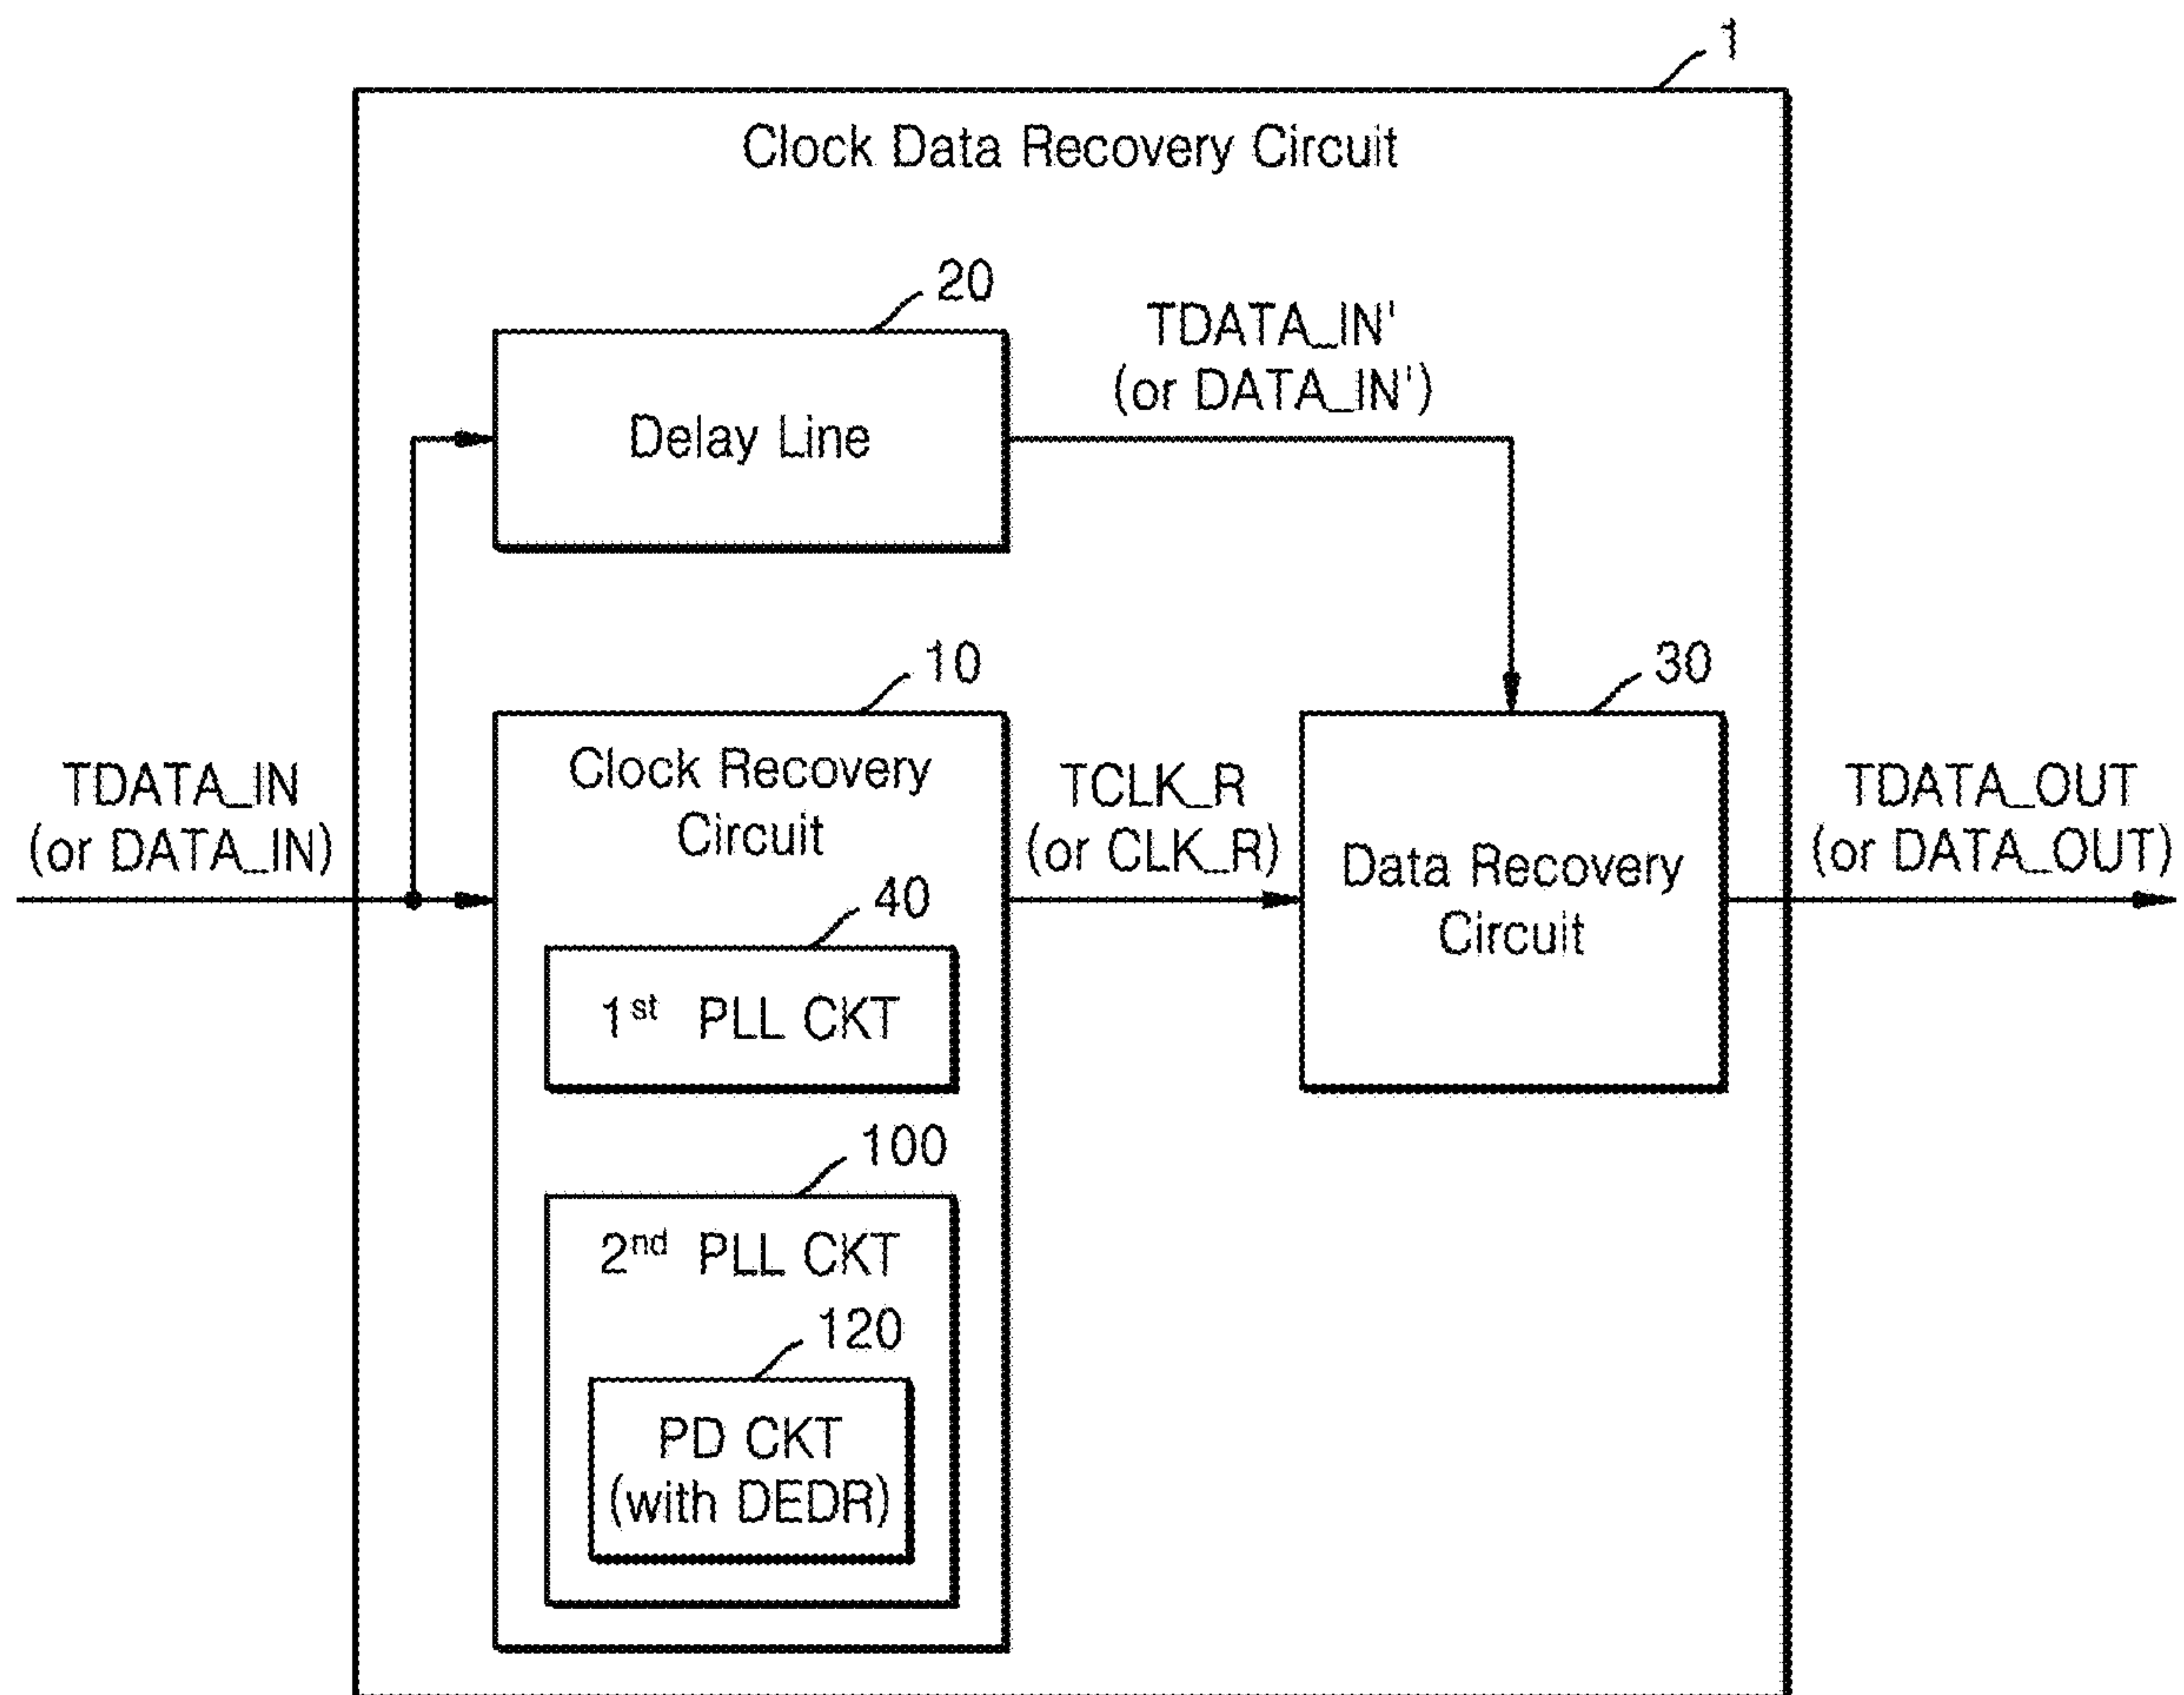 1
Clock Data Recovery Circuit
20
TDATA_IN'
(or DATA_IN')
Delay Line
10
30
TDATA_IN
(or DATA_IN)
Clock Recovery
Circuit
TCLK_R
(or CLK_R)
Data Recovery
Circuit
TDATA_OUT
(or DATA_OUT)
40
1st PLL CKT
100
2nd PLL CKT
120
PD CKT
(with DEDR)